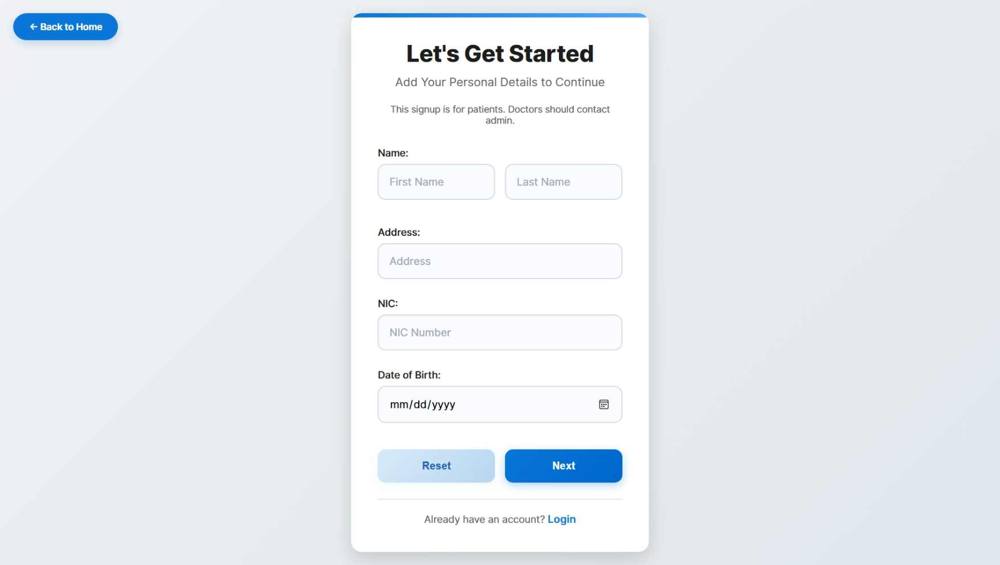 ← Back to Home
Let's Get Started
Add Your Personal Details to Continue
This signup is for patients. Doctors should contact
admin.
Name:
First Name
Last Name
Address:
Address
NIC:
NIC Number
Date of Birth:
mm/dd/yyyy
Reset
Next
Already have an account? Login